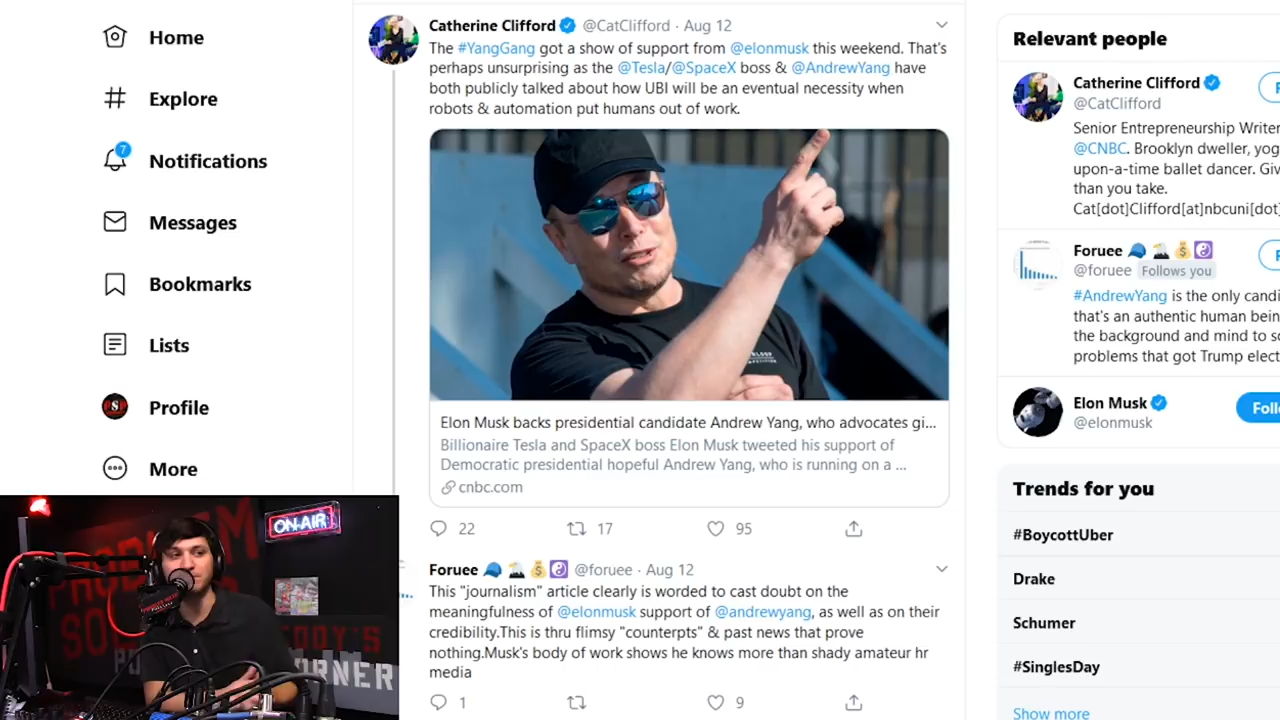 Home
Explore
7
Notifications
Messages
Bookmarks
Lists
Profile
More
Catherine Clifford @CatClifford · Aug 12
The #YangGang got a show of support from @elonmusk this weekend. That's
perhaps unsurprising as the @Tesla/@SpaceX boss & @AndrewYang have
both publicly talked about how UBI will be an eventual necessity when
robots & automation put humans out of work.
Elon Musk backs presidential candidate Andrew Yang, who advocates gi...
Billionaire Tesla and SpaceX boss Elon Musk tweeted his support of
Democratic presidential hopeful Andrew Yang, who is running on a ...
cnbc.com
22 17 95
Foruee 🧢 💰 ☯ @foruee · Aug 12
This "journalism" article clearly is worded to cast doubt on the
meaningfulness of @elonmusk support of @andrewyang, as well as on their
credibility.This is thru flimsy "counterpts" & past news that prove
nothing.Musk's body of work shows he knows more than shady amateur hr
media
1 9
Relevant people
Catherine Clifford
@CatClifford
Senior Entrepreneurship Writer
@CNBC. Brooklyn dweller, yog
upon-a-time ballet dancer. Giv
than you take.
Cat[dot]Clifford[at]nbcuni[dot]
Foruee 🧢 💰 ☯
@foruee Follows you
#AndrewYang is the only candi
that's an authentic human bein
the background and mind to so
problems that got Trump elect
Elon Musk
@elonmusk
Follo
Trends for you
#BoycottUber
Drake
Schumer
#SinglesDay
Show more
ON-AIR